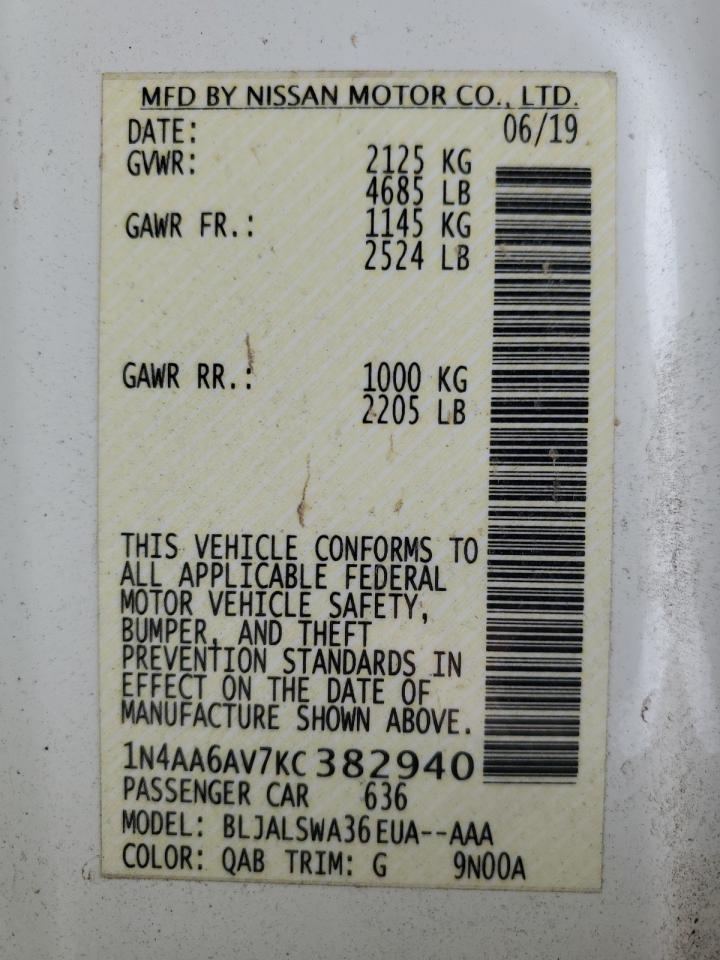 MFD BY NISSAN MOTOR CO., LTD.
DATE: 06/19
GVWR: 2125 KG
4685 LB
GAWR FR.: 1145 KG
2524 LB
GAWR RR.: 1000 KG
2205 LB
THIS VEHICLE CONFORMS TO
ALL APPLICABLE FEDERAL
MOTOR VEHICLE SAFETY,
BUMPER, AND THEFT
PREVENTION STANDARDS IN
EFFECT ON THE DATE OF
MANUFACTURE SHOWN ABOVE.
1N4AA6AV7KC382940
PASSENGER CAR 636
MODEL: BLJALSWA36EUA--AAA
COLOR: QAB TRIM: G 9N00A